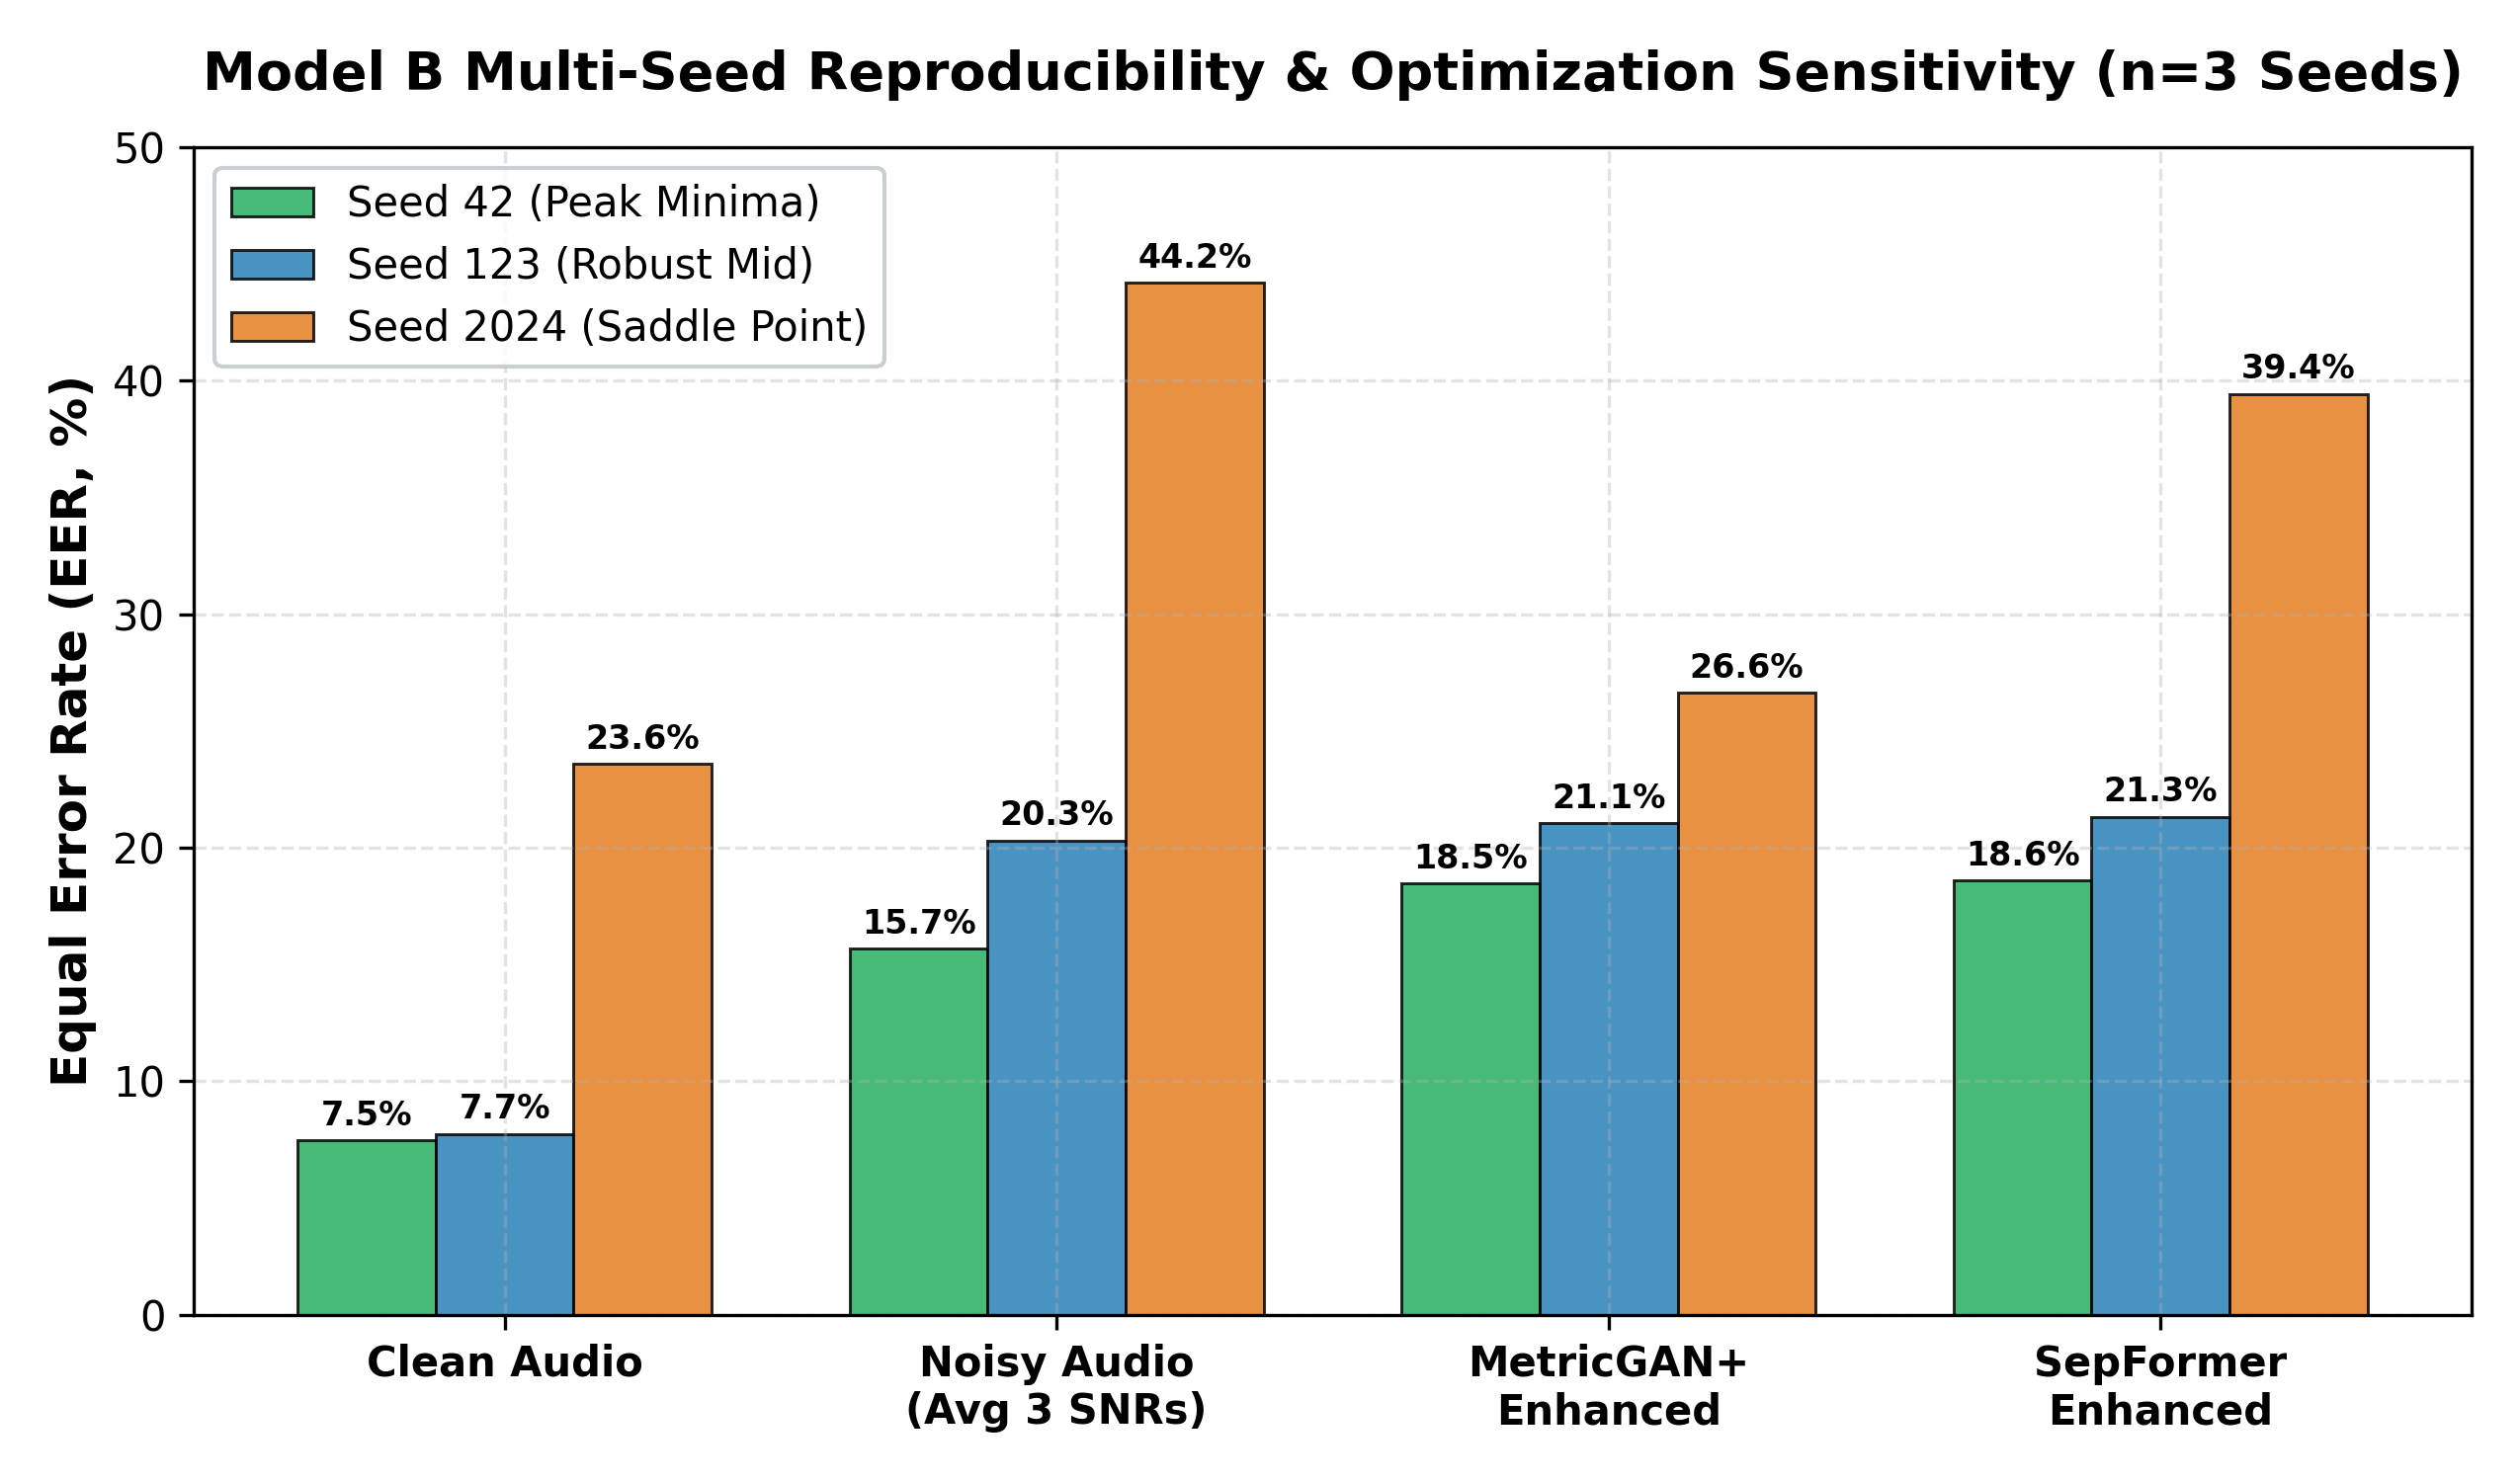 Model B Multi-Seed Reproducibility & Optimization Sensitivity (n=3 Seeds)
Equal Error Rate (EER, %)
50
40
30
20
10
0
Seed 42 (Peak Minima)
Seed 123 (Robust Mid)
Seed 2024 (Saddle Point)
7.5%
7.7%
23.6%
15.7%
20.3%
44.2%
18.5%
21.1%
26.6%
18.6%
21.3%
39.4%
Clean Audio
Noisy Audio
(Avg 3 SNRs)
MetricGAN+
Enhanced
SepFormer
Enhanced